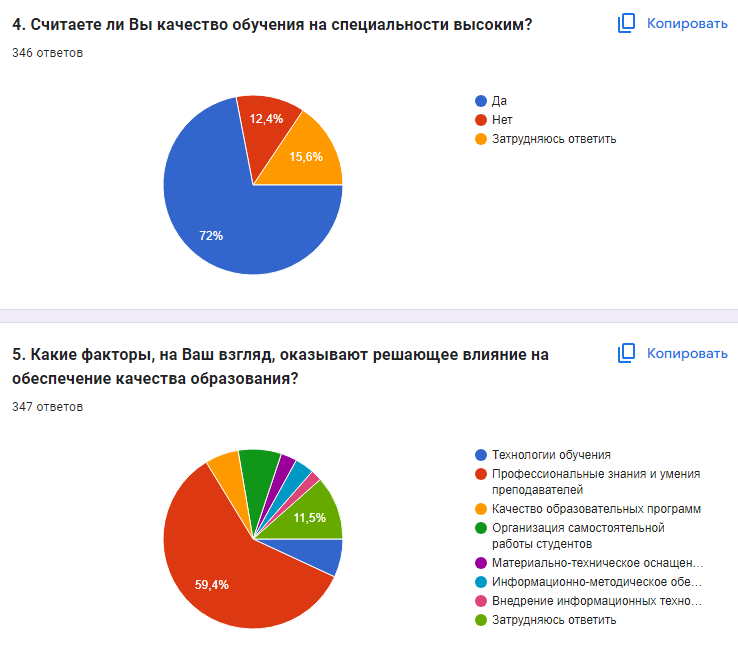 4. Считаете ли Вы качество обучения на специальности высоким?
Копировать
346 ответов
12,4%
15,6%
72%
Да
Нет
Затрудняюсь ответить
5. Какие факторы, на Ваш взгляд, оказывают решающее влияние на
обеспечение качества образования?
Копировать
347 ответов
11,5%
59,4%
Технологии обучения
Профессиональные знания и умения
преподавателей
Качество образовательных программ
Организация самостоятельной
работы студентов
Материально-техническое оснащен…
Информационно-методическое обе…
Внедрение информационных техно…
Затрудняюсь ответить